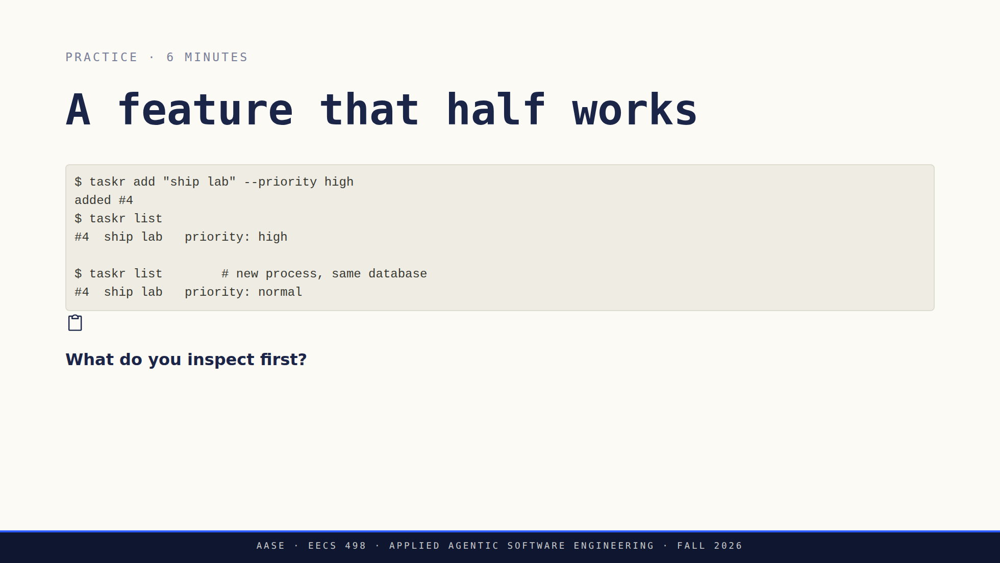 PRACTICE · 6 MINUTES
A feature that half works
$ taskr add "ship lab" --priority high
added #4
$ taskr list
#4  ship lab   priority: high
$ taskr list        # new process, same database
#4  ship lab   priority: normal
What do you inspect first?
AASE · EECS 498 · APPLIED AGENTIC SOFTWARE ENGINEERING · FALL 2026